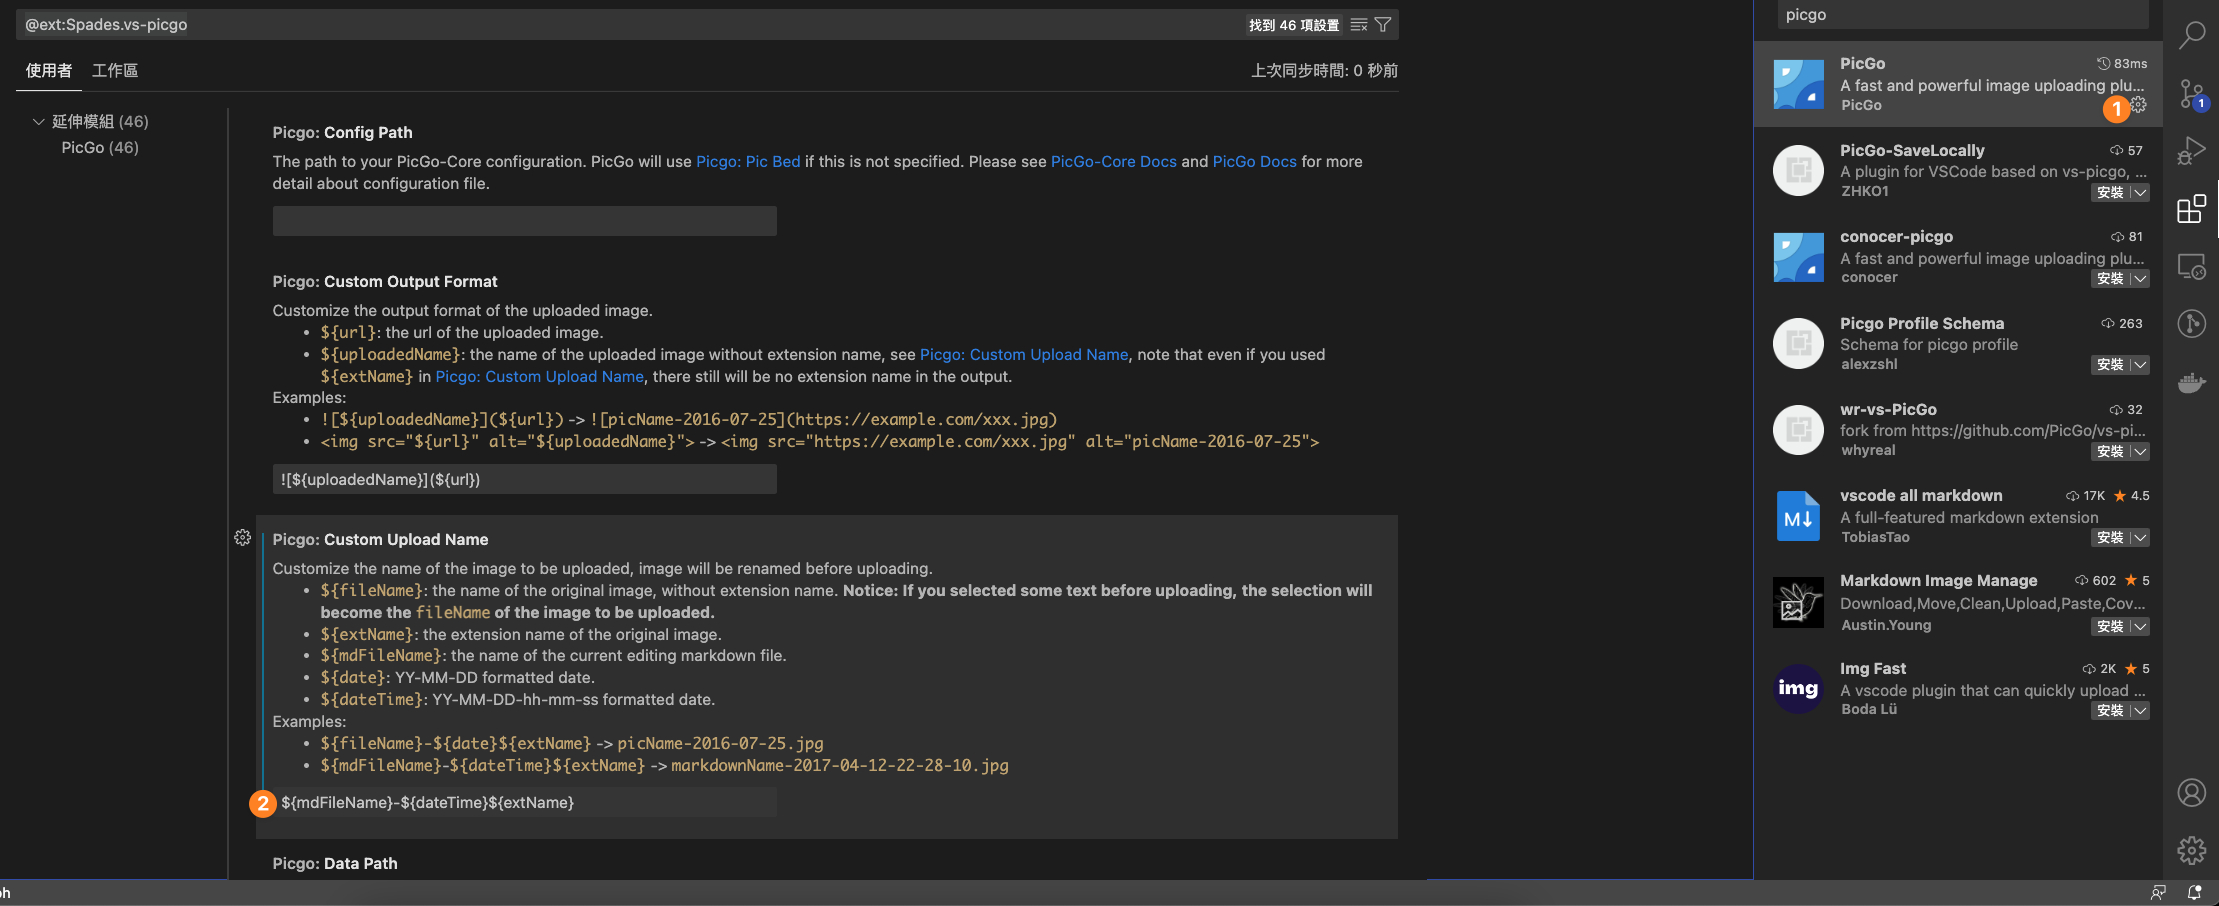 @ext:Spades.vs-picgo
找到 46 項設置
使用者 工作區
上次同步時間: 0 秒前
延伸模組 (46)
PicGo (46)
Picgo: Config Path
The path to your PicGo-Core configuration. PicGo will use Picgo: Pic Bed if this is not specified. Please see PicGo-Core Docs and PicGo Docs for more
detail about configuration file.
Picgo: Custom Output Format
Customize the output format of the uploaded image.
• ${url}: the url of the uploaded image.
• ${uploadedName}: the name of the uploaded image without extension name, see Picgo: Custom Upload Name, note that even if you used
${extName} in Picgo: Custom Upload Name, there still will be no extension name in the output.
Examples:
• ![${uploadedName}](${url}) -> ![picName-2016-07-25](https://example.com/xxx.jpg)
• <img src="${url}" alt="${uploadedName}"> -> <img src="https://example.com/xxx.jpg" alt="picName-2016-07-25">
![${uploadedName}](${url})
Picgo: Custom Upload Name
Customize the name of the image to be uploaded, image will be renamed before uploading.
• ${fileName}: the name of the original image, without extension name. Notice: If you selected some text before uploading, the selection will
become the fileName of the image to be uploaded.
• ${extName}: the extension name of the original image.
• ${mdFileName}: the name of the current editing markdown file.
• ${date}: YY-MM-DD formatted date.
• ${dateTime}: YY-MM-DD-hh-mm-ss formatted date.
Examples:
• ${fileName}-${date}${extName} -> picName-2016-07-25.jpg
• ${mdFileName}-${dateTime}${extName} -> markdownName-2017-04-12-22-28-10.jpg
2 ${mdFileName}-${dateTime}${extName}
Picgo: Data Path
ph
picgo
PicGo 83ms
A fast and powerful image uploading plu...
PicGo 1
PicGo-SaveLocally 57
A plugin for VSCode based on vs-picgo, ...
ZHKO1 安裝
conocer-picgo 81
A fast and powerful image uploading plu...
conocer 安裝
Picgo Profile Schema 263
Schema for picgo profile
alexzshl 安裝
wr-vs-PicGo 32
fork from https://github.com/PicGo/vs-pi...
whyreal 安裝
vscode all markdown 17K ★ 4.5
M↓
A full-featured markdown extension
TobiasTao 安裝
Markdown Image Manage 602 ★ 5
Download,Move,Clean,Upload,Paste,Cov...
Austin.Young 安裝
Img Fast 2K ★ 5
img
A vscode plugin that can quickly upload ...
Boda Lü 安裝
1